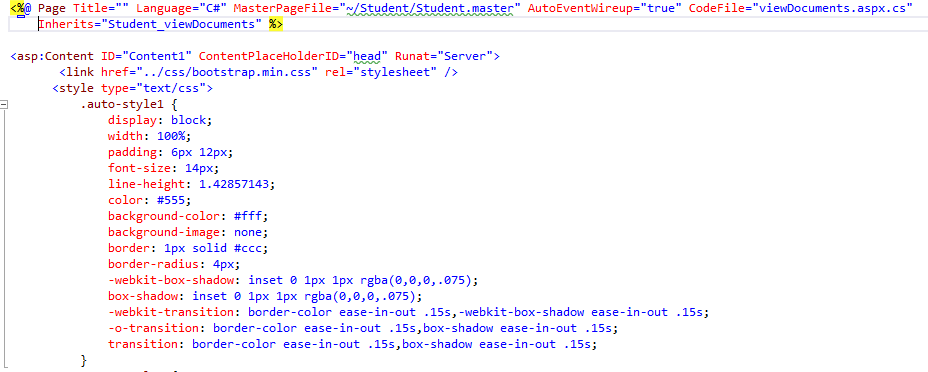 <%@ Page Title="" Language="C#" MasterPageFile="~/Student/Student.master" AutoEventWireup="true" CodeFile="viewDocuments.aspx.cs"
Inherits="Student_viewDocuments" %>
<asp:Content ID="Content1" ContentPlaceHolderID="head" Runat="Server">
<link href="../css/bootstrap.min.css" rel="stylesheet" />
<style type="text/css">
.auto-style1 {
display: block;
width: 100%;
padding: 6px 12px;
font-size: 14px;
line-height: 1.42857143;
color: #555;
background-color: #fff;
background-image: none;
border: 1px solid #ccc;
border-radius: 4px;
-webkit-box-shadow: inset 0 1px 1px rgba(0,0,0,.075);
box-shadow: inset 0 1px 1px rgba(0,0,0,.075);
-webkit-transition: border-color ease-in-out .15s,-webkit-box-shadow ease-in-out .15s;
-o-transition: border-color ease-in-out .15s,box-shadow ease-in-out .15s;
transition: border-color ease-in-out .15s,box-shadow ease-in-out .15s;
}